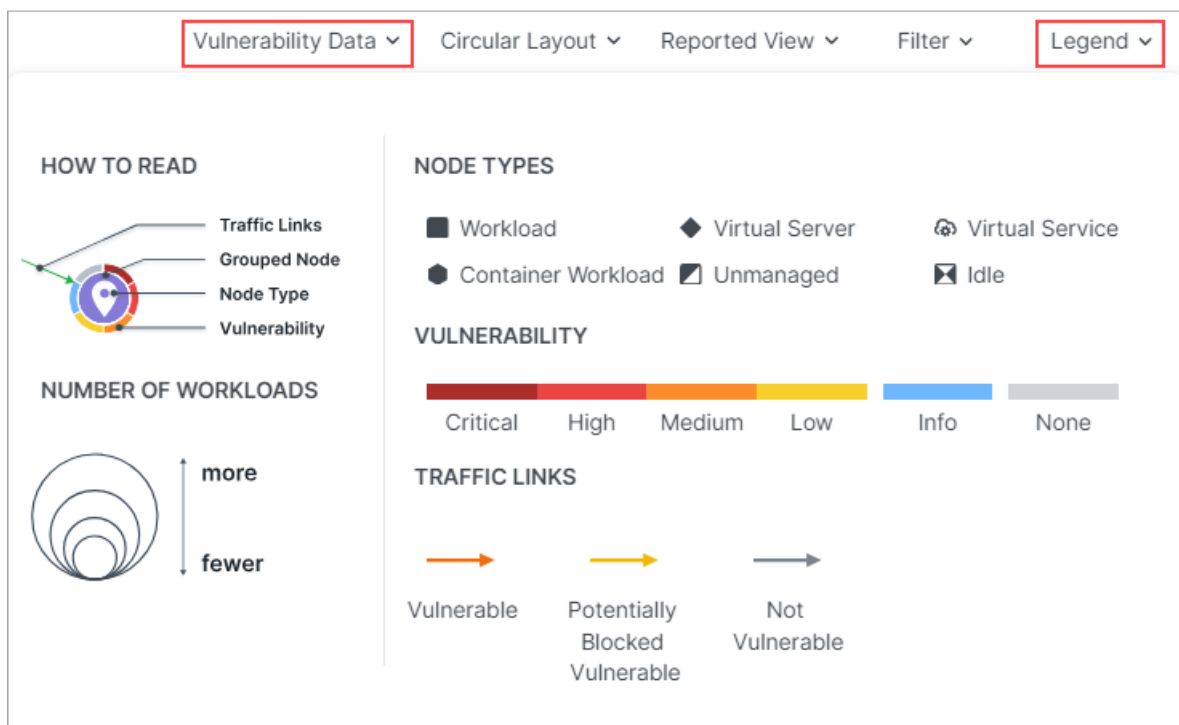 Vulnerability Data
Circular Layout
Reported View
Filter
Legend
HOW TO READ
Traffic Links
Grouped Node
Node Type
Vulnerability
NUMBER OF WORKLOADS
more
fewer
NODE TYPES
Workload
Virtual Server
Virtual Service
Container Workload
Unmanaged
Idle
VULNERABILITY
Critical
High
Medium
Low
Info
None
TRAFFIC LINKS
Vulnerable
Potentially
Blocked
Vulnerable
Not
Vulnerable